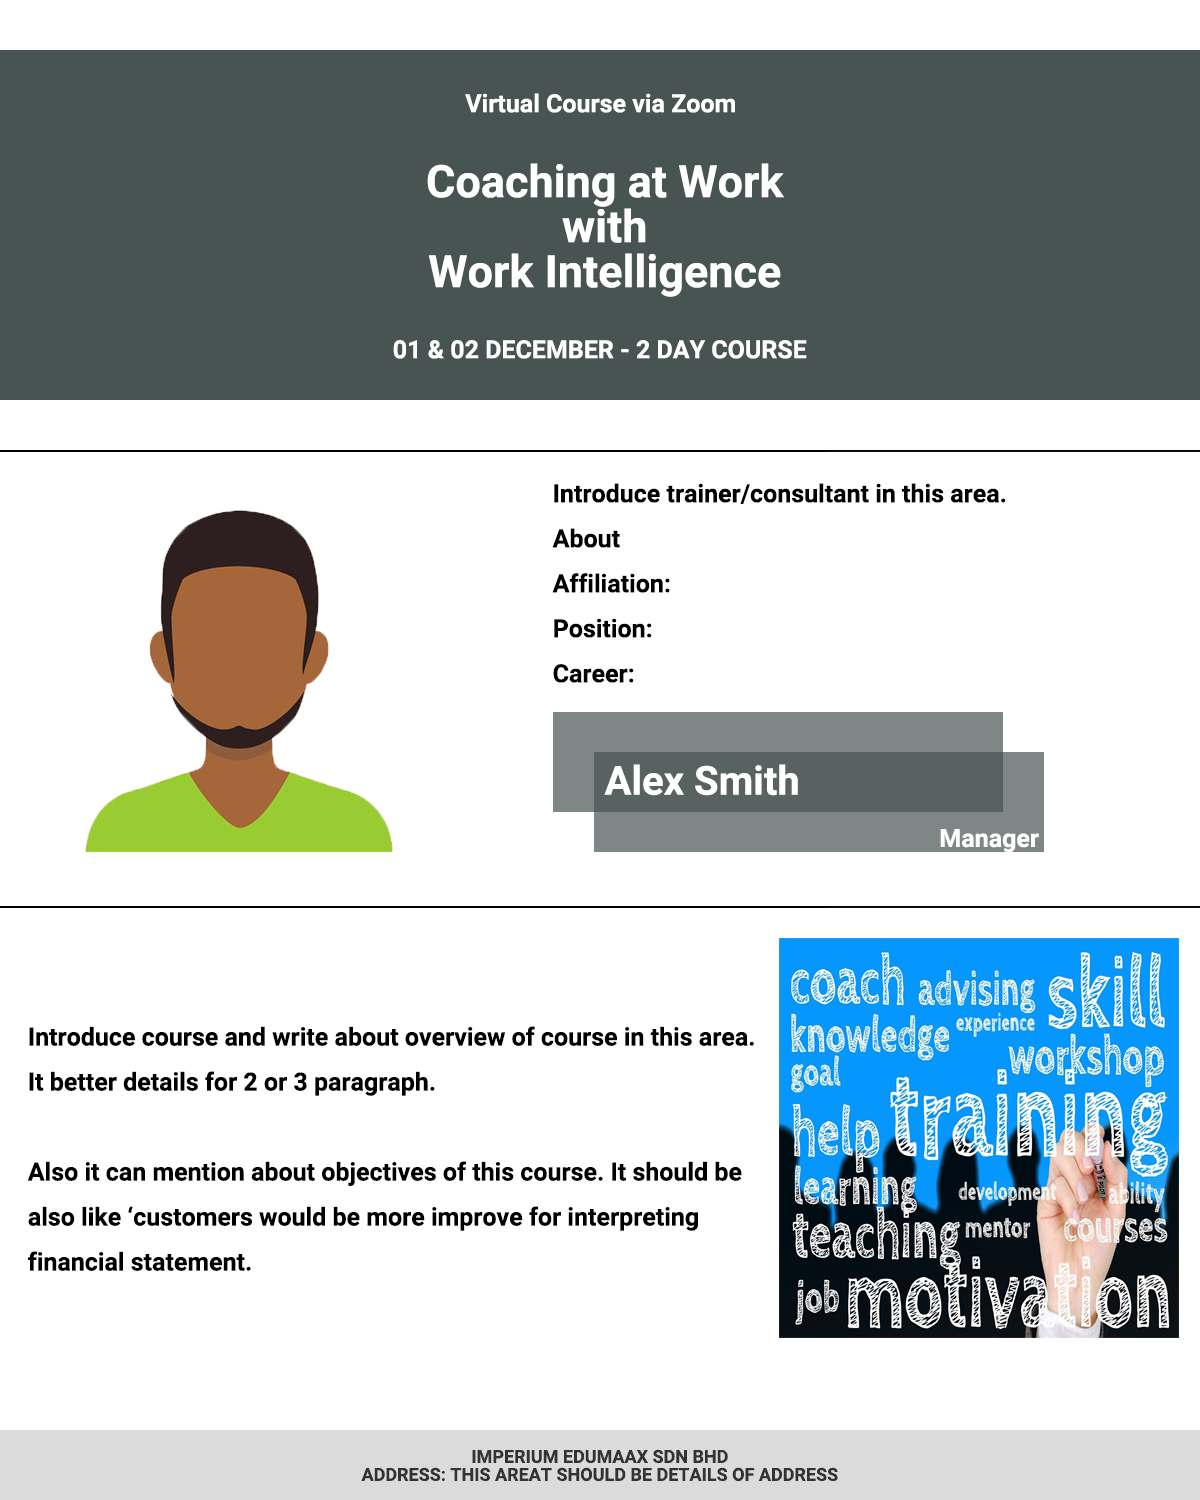 Virtual Course via Zoom
Coaching at Work
with
Work Intelligence
01 & 02 DECEMBER - 2 DAY COURSE
Introduce trainer/consultant in this area.
About
Affiliation:
Position:
Career:
Alex Smith
Manager
Introduce course and write about overview of course in this area.
It better details for 2 or 3 paragraph.
Also it can mention about objectives of this course. It should be
also like ‘customers would be more improve for interpreting
financial statement.
coach advising skill
knowledge experience
goal workshop
help training
learning development ability
teaching mentor courses
job motivation
IMPERIUM EDUMAAX SDN BHD
ADDRESS: THIS AREAT SHOULD BE DETAILS OF ADDRESS